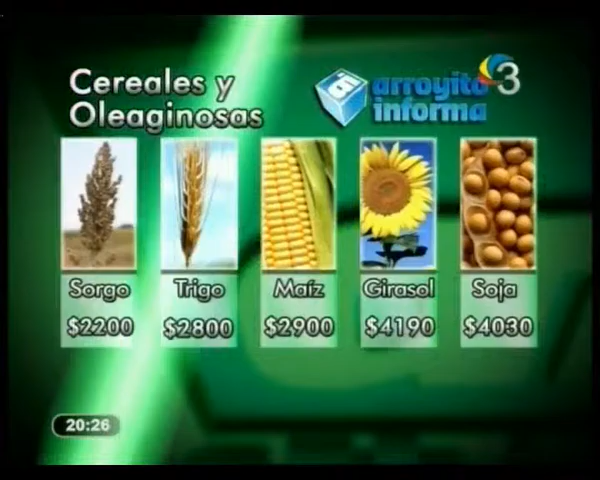 Cereales y
Oleaginosas
arroyito
informa
3
Sorgo
Trigo
Maíz
Girasol
Soja
$2200
$2800
$2900
$4190
$4030
20:26